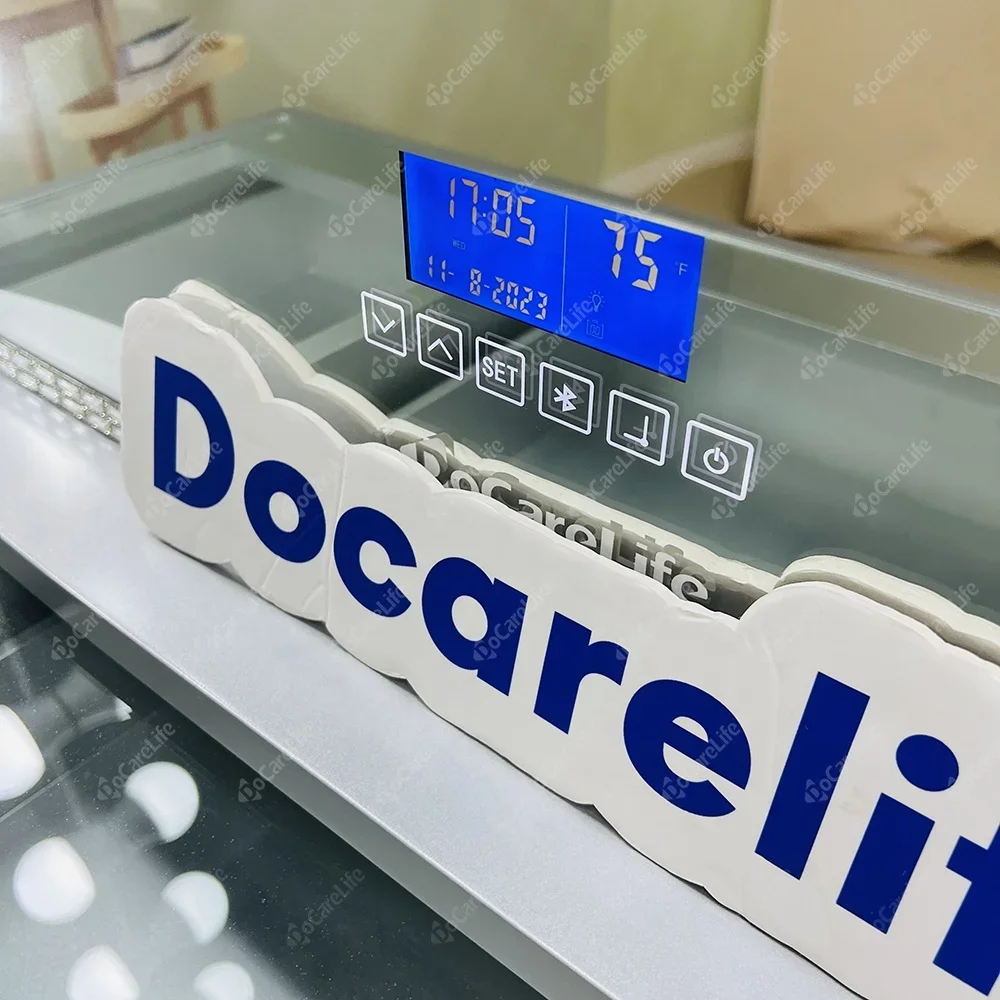 17:05
75 °F
WED
11- 8-2023
SET
DoCareLife
Docarelif